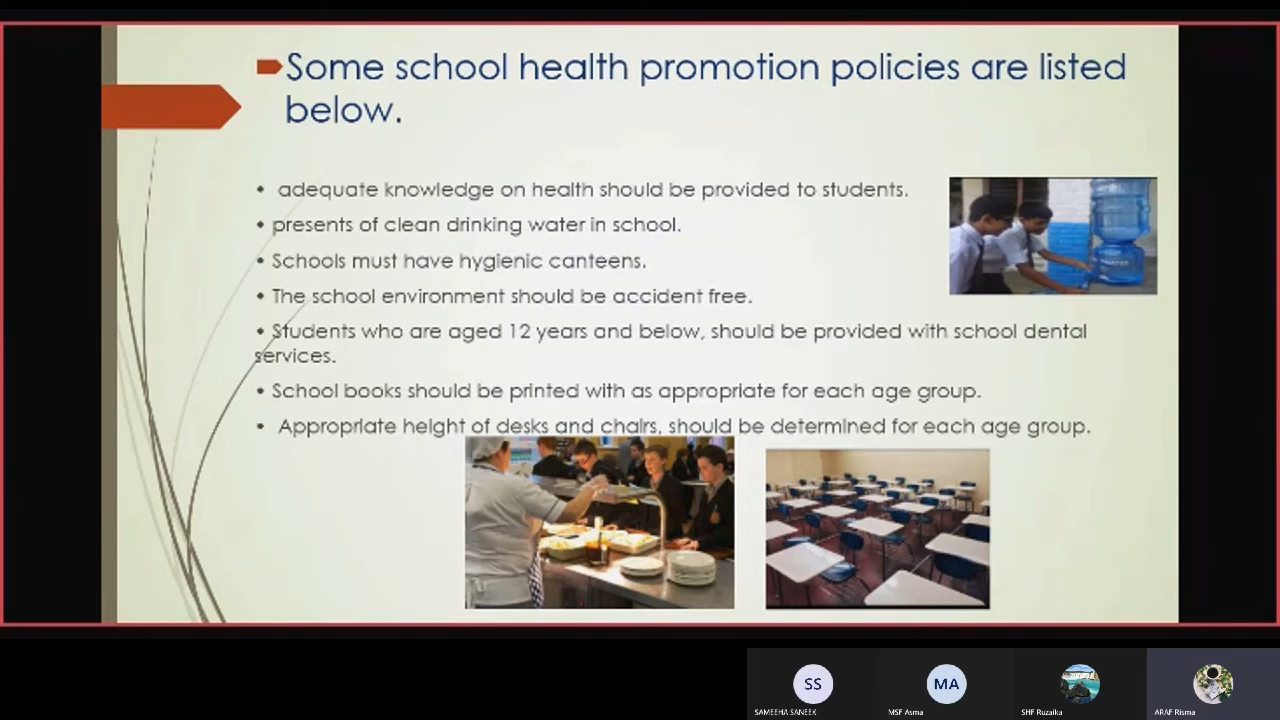 Some school health promotion policies are listed
below.
• adequate knowledge on health should be provided to students.
• presents of clean drinking water in school.
• Schools must have hygienic canteens.
• The school environment should be accident free.
• Students who are aged 12 years and below, should be provided with school dental
services.
• School books should be printed with as appropriate for each age group.
• Appropriate height of desks and chairs, should be determined for each age group.
SS
MA
SAMEEHA SANEEK
MSF Asma
SHF Ruzaika
ARAF Risma